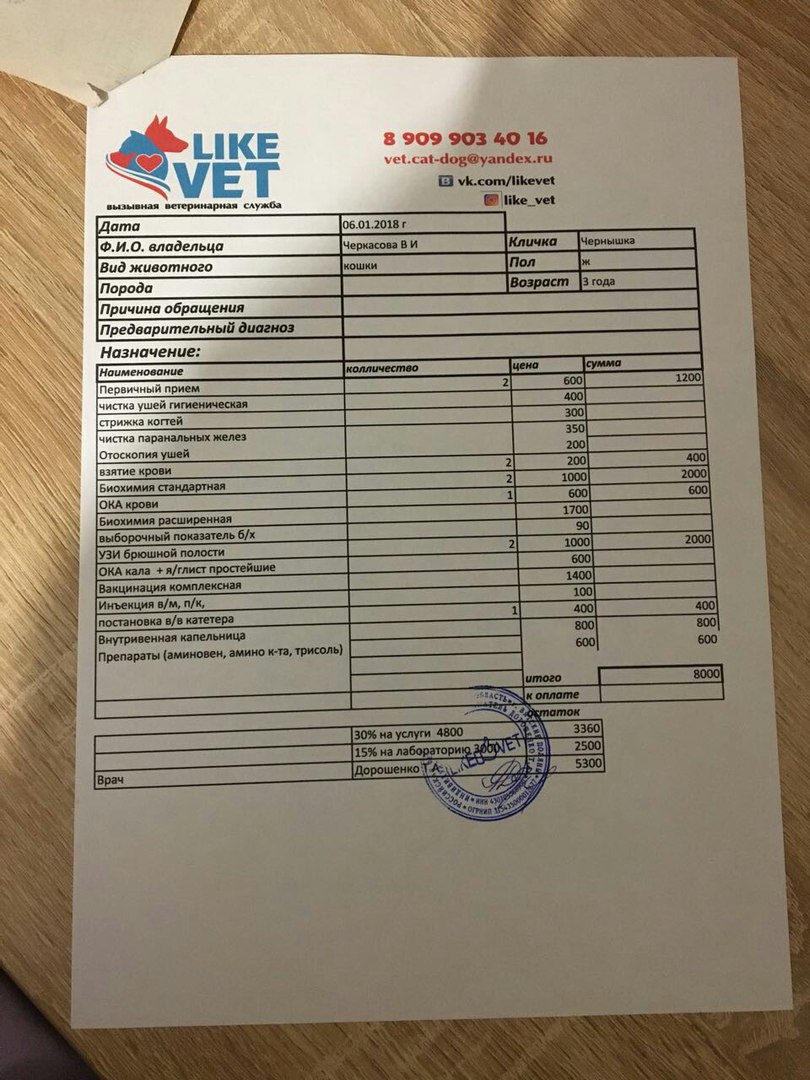 LIKE
VET
вызывная ветеринарная служба
8 909 903 40 16
vet.cat-dog@yandex.ru
vk.com/likevet
like_vet
Дата 06.01.2018 г
Ф.И.О. владельца Черкасова В И Кличка Чернышка
Вид животного кошки Пол ж
Порода Возраст 3 года
Причина обращения
Предварительный диагноз
Назначение:
Наименование колличество цена сумма
Первичный прием 2 600 1200
чистка ушей гигиеническая 400
стрижка когтей 300
чистка паранальных желез 350
Отоскопия ушей 200
взятие крови 2 200 400
Биохимия стандартная 2 1000 2000
ОКА крови 1 600 600
Биохимия расширенная 1700
выборочный показатель б/х 90
УЗИ брюшной полости 2 1000 2000
ОКА кала + я/глист простейшие 600
Вакцинация комплексная 1400
Инъекция в/м, п/к, 100
постановка в/в катетера 1 400 400
Внутривенная капельница 800 800
Препараты (аминовен, амино к-та, трисоль) 600 600
итого 8000
к оплате
остаток
30% на услуги 4800 3360
15% на лабораторию 3000 2500
Врач Дорошенко 5300
LIKE VET